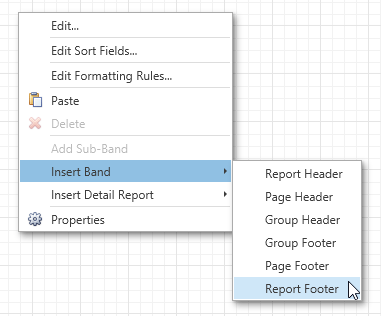 Edit...
Edit Sort Fields...
Edit Formatting Rules...
Paste
Delete
Add Sub-Band
Insert Band
Insert Detail Report
Properties
Report Header
Page Header
Group Header
Group Footer
Page Footer
Report Footer